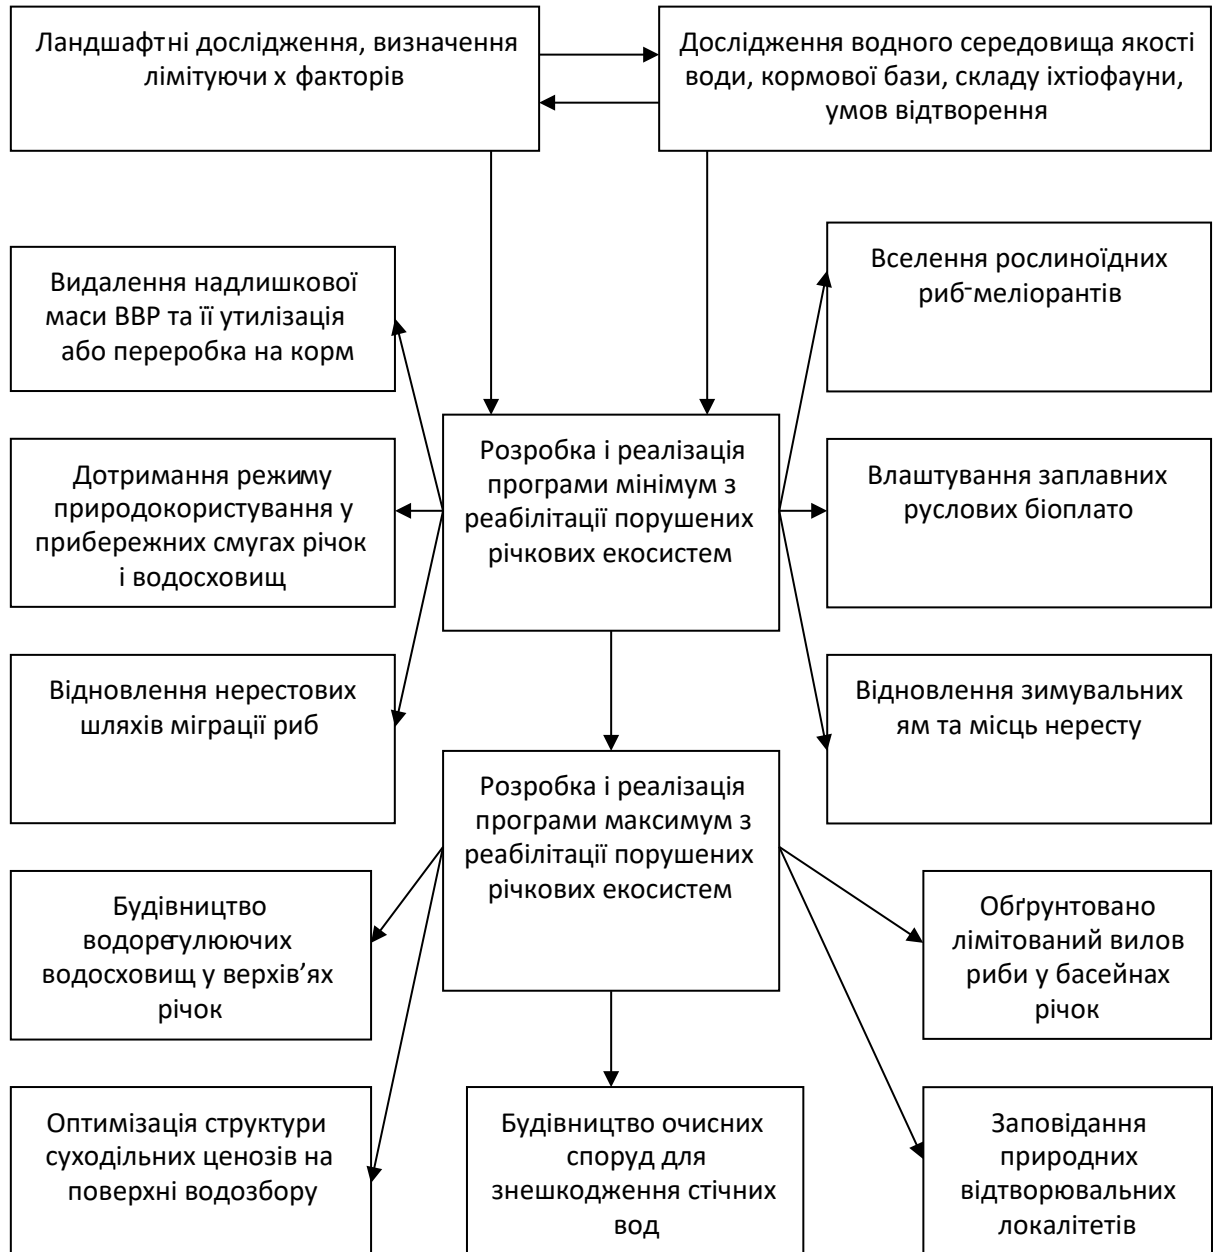 Ландшафтні дослідження, визначення
лімітуючи х факторів
Дослідження водного середовища якості
води, кормової бази, складу іхтіофауни,
умов відтворення
Видалення надлишкової
маси ВВР та її утилізація
або переробка на корм
Вселення рослиноїдних
риб-меліорантів
Дотримання режиму
природокористування у
прибережних смугах річок
і водосховищ
Розробка і реалізація
програми мінімум з
реабілітації порушених
річкових екосистем
Влаштування заплавних
руслових біоплато
Відновлення нерестових
шляхів міграції риб
Відновлення зимувальних
ям та місць нересту
Розробка і реалізація
програми максимум з
реабілітації порушених
річкових екосистем
Будівництво
водорегулюючих
водосховищ у верхів’ях
річок
Обґрунтовано
лімітований вилов
риби у басейнах
річок
Оптимізація структури
суходільних ценозів на
поверхні водозбору
Будівництво очисних
споруд для
знешкодження стічних
вод
Заповідання
природних
відтворювальних
локалітетів